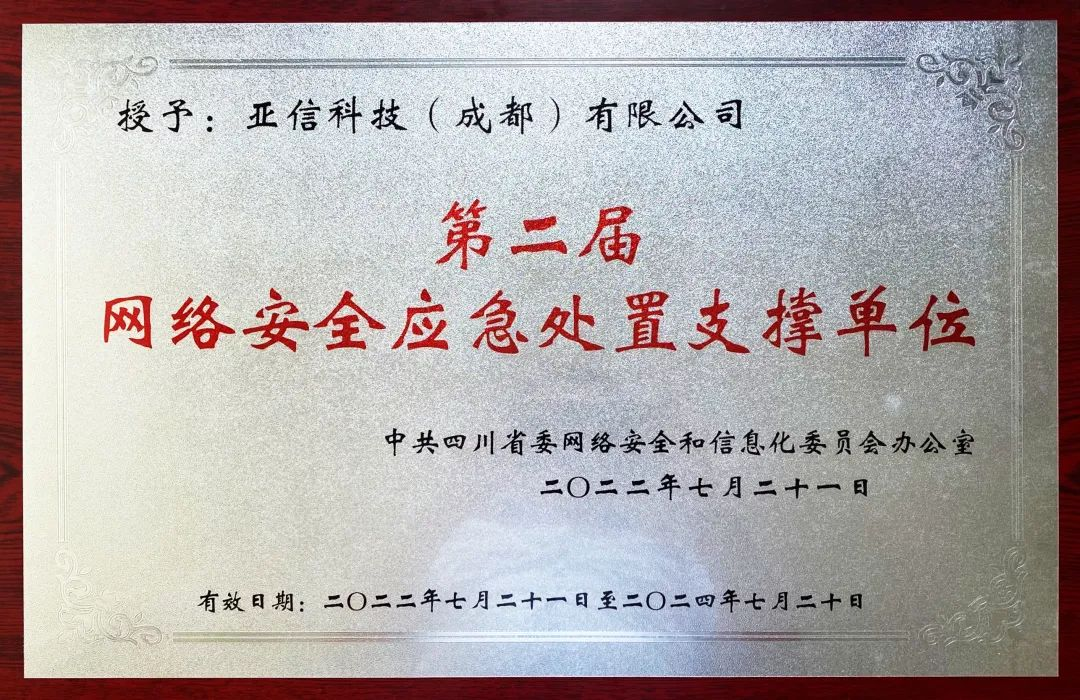 授予：亚信科技（成都）有限公司
第二届
网络安全应急处置支撑单位
中共四川省委网络安全和信息化委员会办公室
二〇二二年七月二十一日
有效日期：二〇二二年七月二十一日至二〇二四年七月二十日